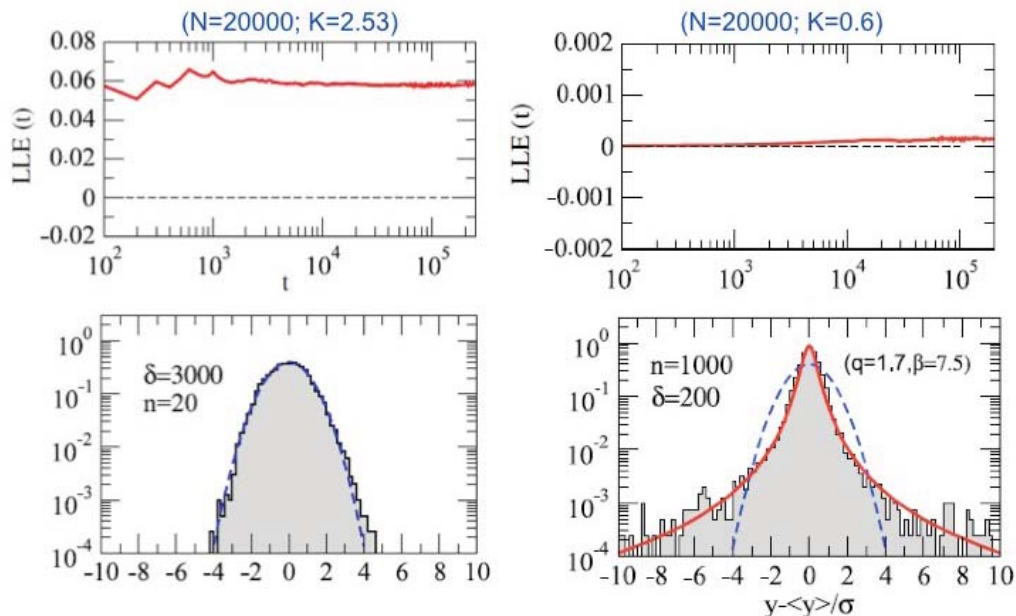 (N=20000; K=2.53)
0.08
0.06
0.04
0.02
0
-0.02
LLE (t)
10^2
10^3
10^4
10^5
t
(N=20000; K=0.6)
0.002
0.001
0
-0.001
-0.002
LLE (t)
10^2
10^3
10^4
10^5
10^0
10^-1
10^-2
10^-3
10^-4
δ=3000
n=20
-10 -8 -6 -4 -2 0 2 4 6 8 10
10^0
10^-1
10^-2
10^-3
10^-4
n=1000
δ=200
(q=1,7,β=7.5)
-10 -8 -6 -4 -2 0 2 4 6 8 10
y-<y>/σ